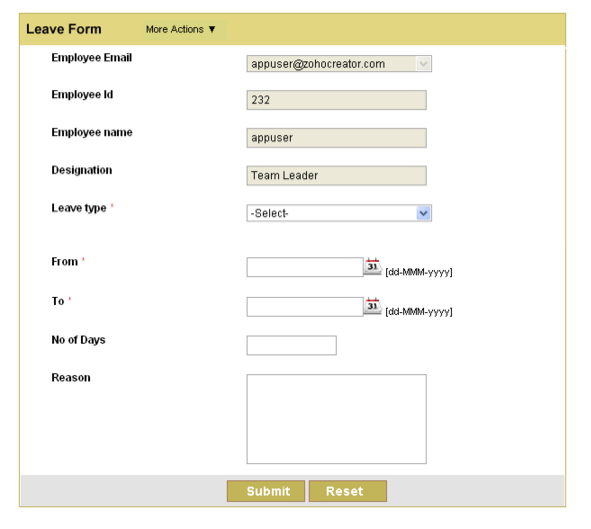 Leave Form More Actions ▼
Employee Email appuser@zohocreator.com
Employee Id 232
Employee name appuser
Designation Team Leader
Leave type * -Select-
From * 31 [dd-MMM-yyyy]
To * 31 [dd-MMM-yyyy]
No of Days
Reason
Submit Reset